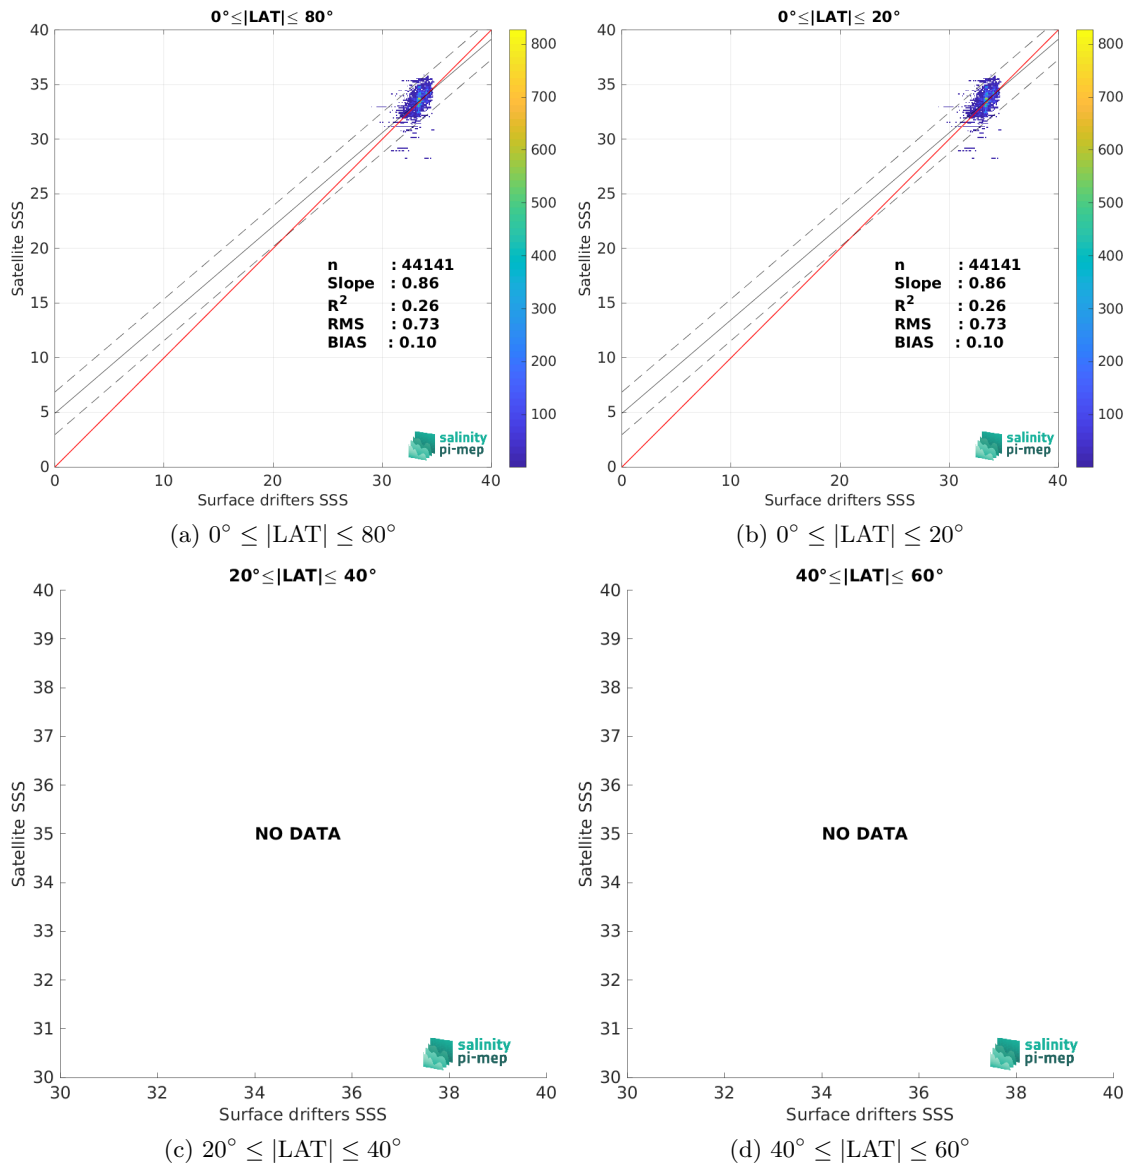 0°≤|LAT|≤ 80°
40
35
30
25
20
15
10
5
0
0
10
20
30
40
Satellite SSS
Surface drifters SSS
n : 44141
Slope : 0.86
R² : 0.26
RMS : 0.73
BIAS : 0.10
800
700
600
500
400
300
200
100
salinity
pi-mep
(a) 0° ≤ |LAT| ≤ 80°
0°≤|LAT|≤ 20°
40
35
30
25
20
15
10
5
0
0
10
20
30
40
Satellite SSS
Surface drifters SSS
n : 44141
Slope : 0.86
R² : 0.26
RMS : 0.73
BIAS : 0.10
800
700
600
500
400
300
200
100
salinity
pi-mep
(b) 0° ≤ |LAT| ≤ 20°
20°≤|LAT|≤ 40°
40
39
38
37
36
35
34
33
32
31
30
30
32
34
36
38
40
Satellite SSS
Surface drifters SSS
NO DATA
salinity
pi-mep
(c) 20° ≤ |LAT| ≤ 40°
40°≤|LAT|≤ 60°
40
39
38
37
36
35
34
33
32
31
30
30
32
34
36
38
40
Satellite SSS
Surface drifters SSS
NO DATA
salinity
pi-mep
(d) 40° ≤ |LAT| ≤ 60°